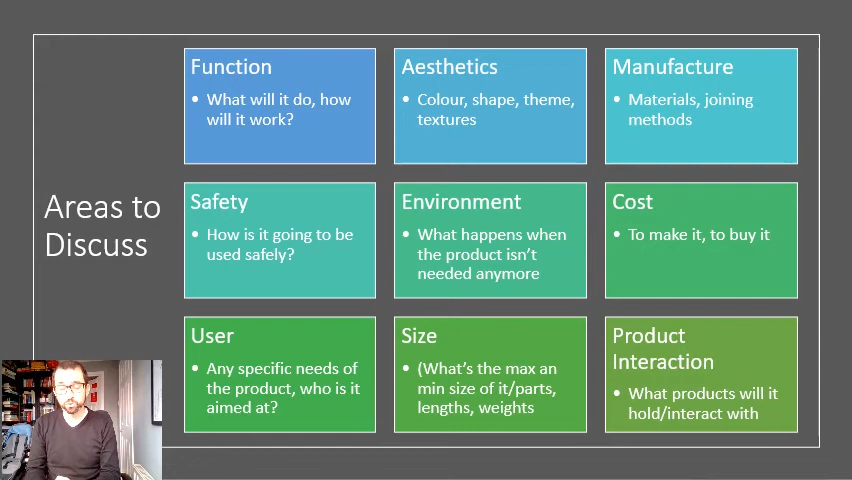 Areas to
Discuss
Function
• What will it do, how
will it work?
Aesthetics
• Colour, shape, theme,
textures
Manufacture
• Materials, joining
methods
Safety
• How is it going to be
used safely?
Environment
• What happens when
the product isn't
needed anymore
Cost
• To make it, to buy it
User
• Any specific needs of
the product, who is it
aimed at?
Size
• (What's the max an
min size of it/parts,
lengths, weights
Product
Interaction
• What products will it
hold/interact with